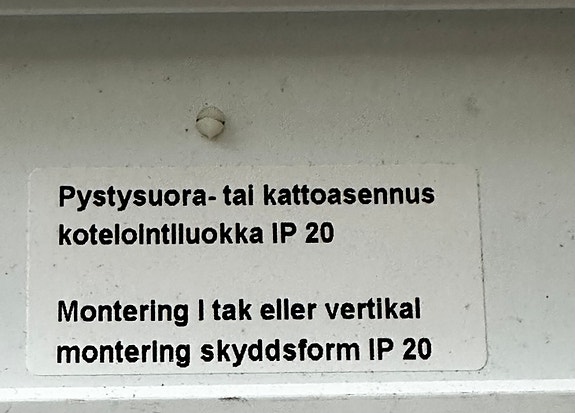 Pystysuora- tai kattoasennus
kotelointiluokka IP 20
Montering i tak eller vertikal
montering skyddsform IP 20